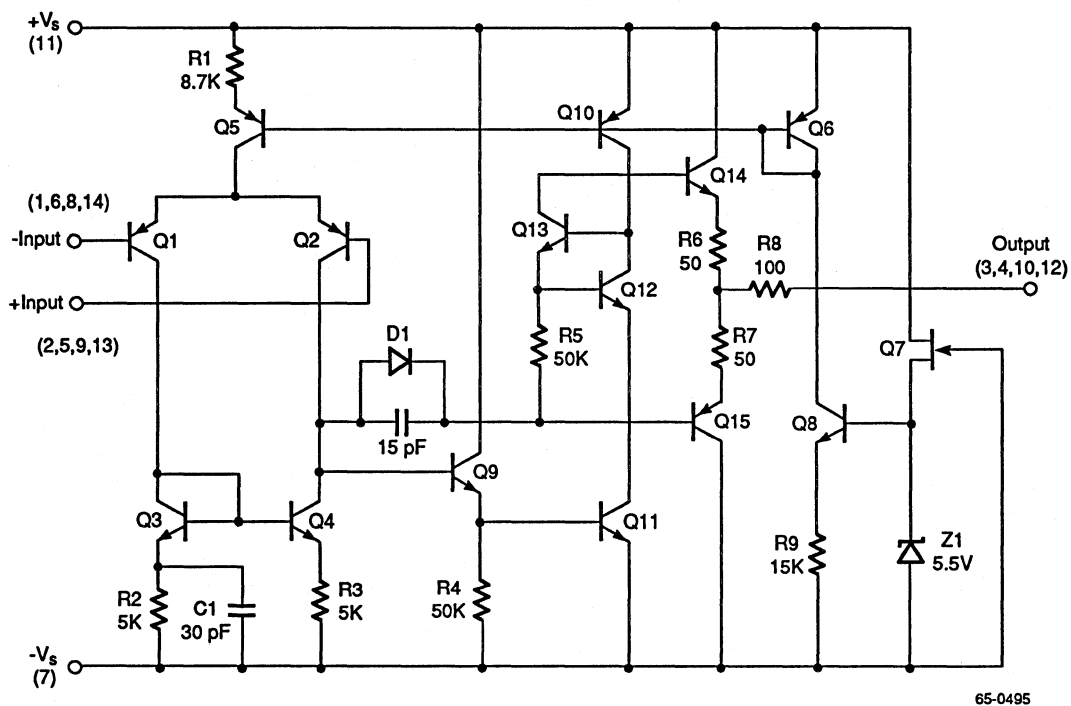 +Vs
(11)
R1
8.7K
Q5
Q10
Q6
(1,6,8,14)
-Input
Q1
Q2
+Input
(2,5,9,13)
Q14
Q13
R6
50
R8
100
Output
(3,4,10,12)
Q12
D1
15 pF
R5
50K
R7
50
Q7
Q15
Q8
Q9
Q3
Q4
Q11
R2
5K
C1
30 pF
R3
5K
R4
50K
R9
15K
Z1
5.5V
-Vs
(7)
65-0495